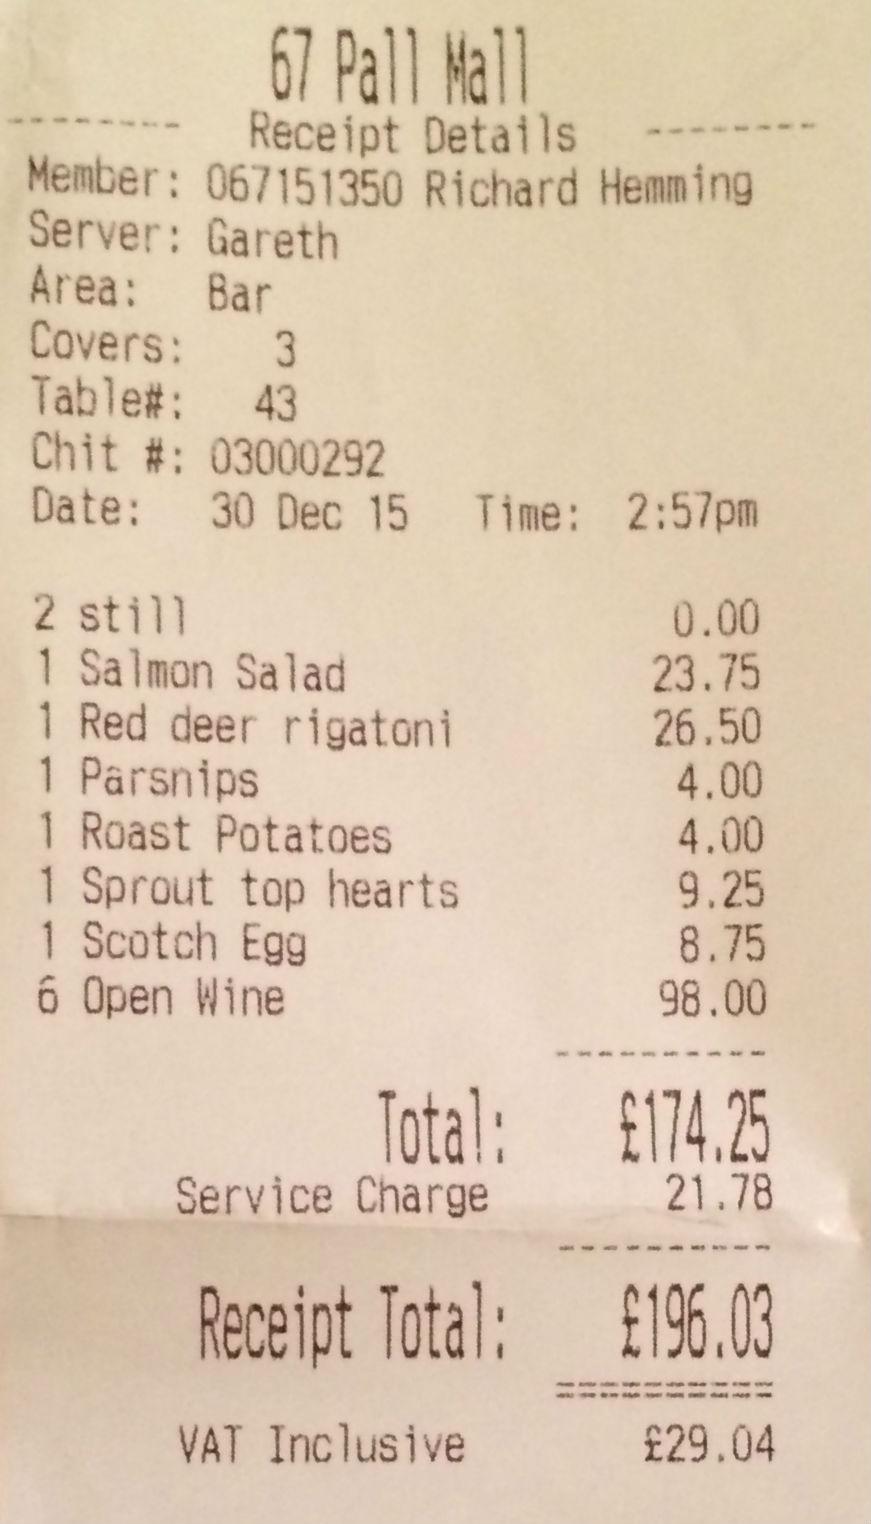 67 Pall Mall
--------- Receipt Details ---------
Member: 067151350 Richard Hemming
Server: Gareth
Area: Bar
Covers: 3
Table#: 43
Chit #: 03000292
Date: 30 Dec 15 Time: 2:57pm
2 still 0.00
1 Salmon Salad 23.75
1 Red deer rigatoni 26.50
1 Parsnips 4.00
1 Roast Potatoes 4.00
1 Sprout top hearts 9.25
1 Scotch Egg 8.75
6 Open Wine 98.00
----------
Total: £174.25
Service Charge 21.78
----------
Receipt Total: £196.03
==========
VAT Inclusive £29.04